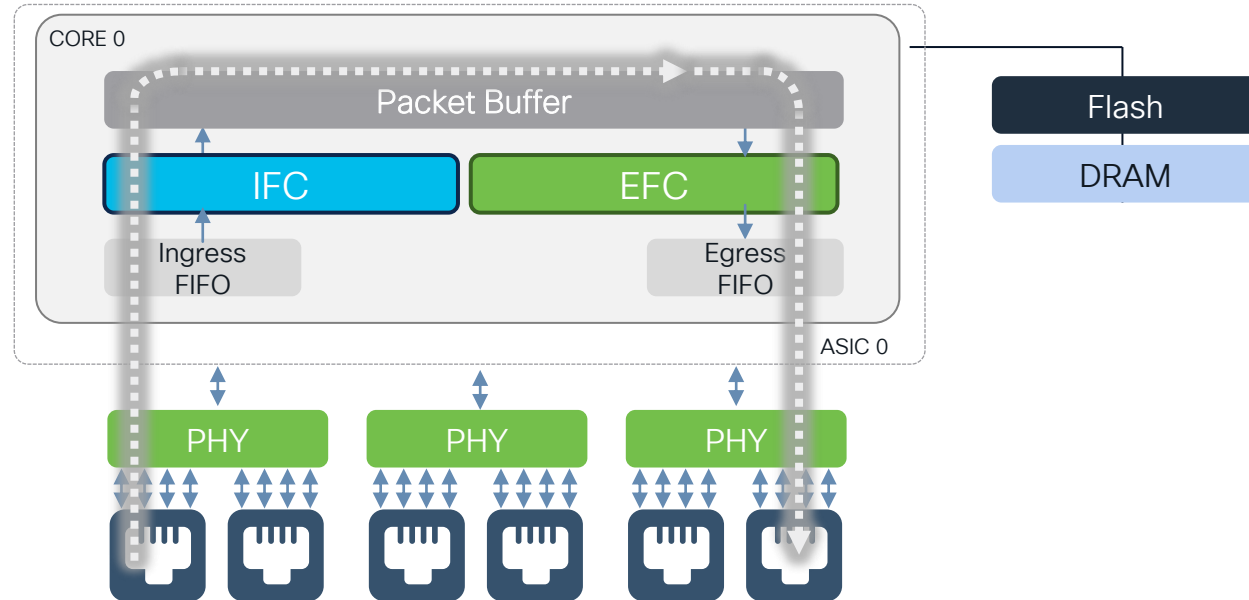 CORE 0
Packet Buffer
Flash
DRAM
IFC
EFC
Ingress
FIFO
Egress
FIFO
ASIC 0
PHY
PHY
PHY